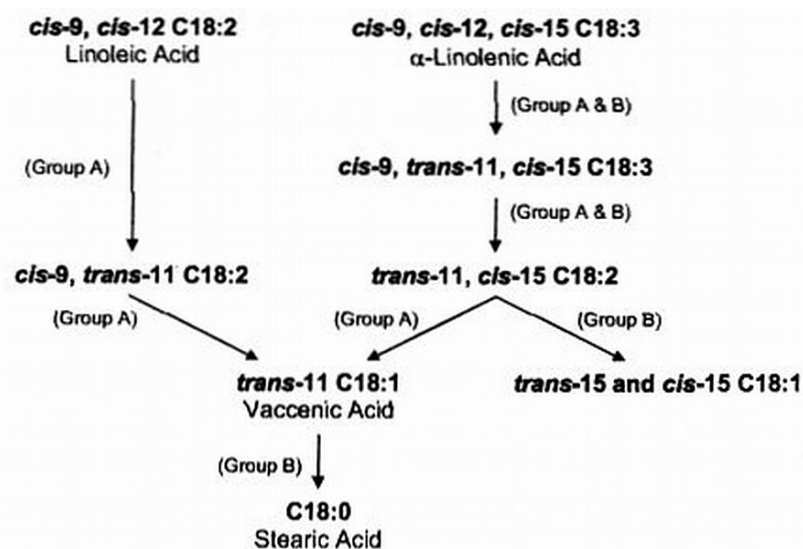 cis-9, cis-12 C18:2
Linoleic Acid
cis-9, cis-12, cis-15 C18:3
α-Linolenic Acid
(Group A & B)
(Group A)
cis-9, trans-11, cis-15 C18:3
(Group A & B)
cis-9, trans-11 C18:2
trans-11, cis-15 C18:2
(Group A)
(Group A)
(Group B)
trans-11 C18:1
Vaccenic Acid
trans-15 and cis-15 C18:1
(Group B)
C18:0
Stearic Acid